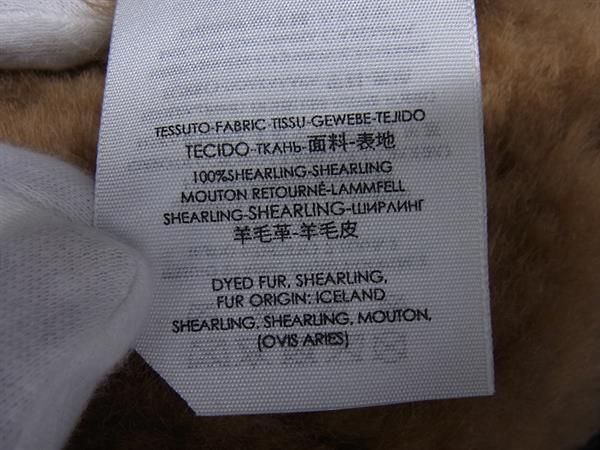 TESSUTO-FABRIC-TISSU-GEWEBE-TEJIDO
TECIDO-ТКАНЬ-面料-表地
100%SHEARLING-SHEARLING
MOUTON RETOURNÉ-LAMMFELL
SHEARLING-SHEARLING-ШИРЛИНГ
羊毛革-羊毛皮
DYED FUR, SHEARLING,
FUR ORIGIN: ICELAND
SHEARLING, SHEARLING, MOUTON,
(OVIS ARIES)